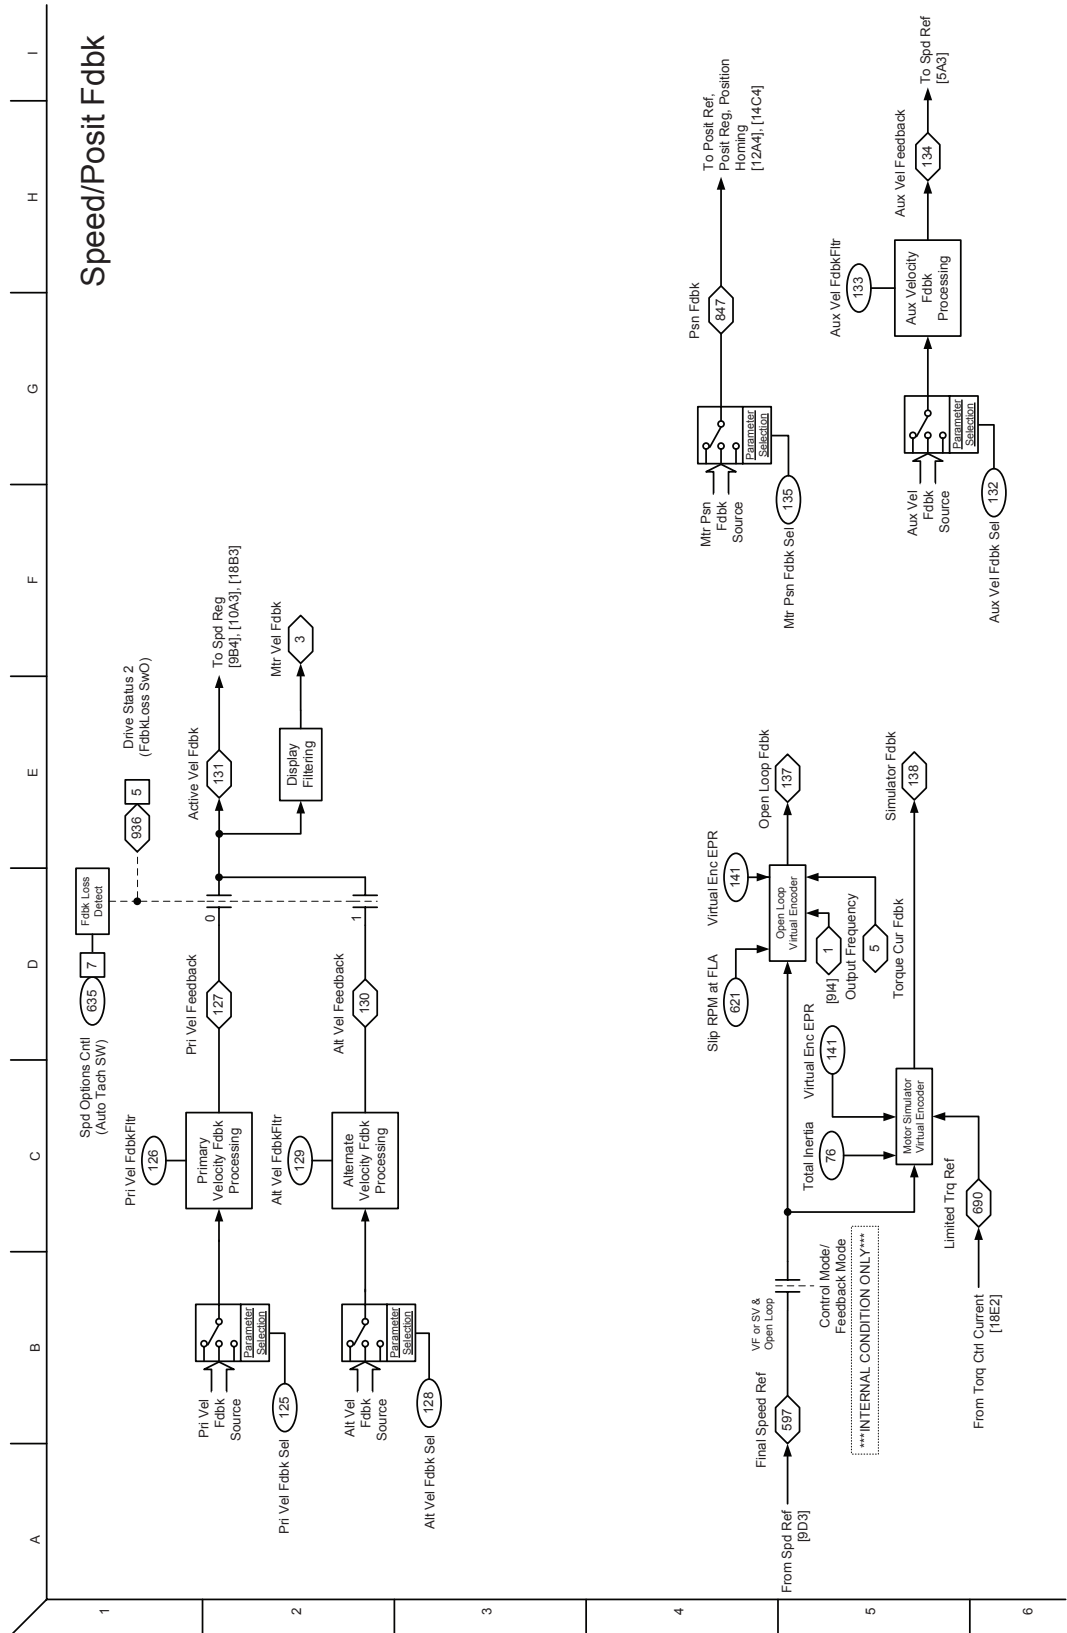 Speed/Posit Fdbk
A
B
C
D
E
F
G
H
I
1
2
3
4
5
6
Spd Options Cntl
(Auto Tach SW)
635
7
Fdbk Loss
Detect
936
5
Drive Status 2
(FdbkLoss SwO)
Pri Vel FdbkFltr
126
Pri Vel
Fdbk
Source
Parameter
Selection
125
Pri Vel Fdbk Sel
Primary
Velocity Fdbk
Processing
Pri Vel Feedback
127
0
Active Vel Fdbk
131
To Spd Reg
[9B4], [10A3], [18B3]
Display
Filtering
Mtr Vel Fdbk
3
Alt Vel FdbkFltr
129
Alt Vel
Fdbk
Source
Parameter
Selection
128
Alt Vel Fdbk Sel
Alternate
Velocity Fdbk
Processing
Alt Vel Feedback
130
1
Mtr Psn
Fdbk
Source
Parameter
Selection
135
Mtr Psn Fdbk Sel
Psn Fdbk
847
To Posit Ref,
Posit Reg, Position
Homing
[12A4], [14C4]
Aux Vel FdbkFltr
133
Aux Vel
Fdbk
Source
Parameter
Selection
132
Aux Vel Fdbk Sel
Aux Velocity
Fdbk
Processing
Aux Vel Feedback
134
To Spd Ref
[5A3]
From Spd Ref
[9D3]
Final Speed Ref
597
VF or SV &
Open Loop
Control Mode/
Feedback Mode
***INTERNAL CONDITION ONLY***
Slip RPM at FLA
621
Virtual Enc EPR
141
Open Loop
Virtual Encoder
Open Loop Fdbk
137
1
[9I4]
Output Frequency
5
Torque Cur Fdbk
Total Inertia
76
Virtual Enc EPR
141
Motor Simulator
Virtual Encoder
Simulator Fdbk
138
Limited Trq Ref
690
From Torq Ctrl Current
[18E2]